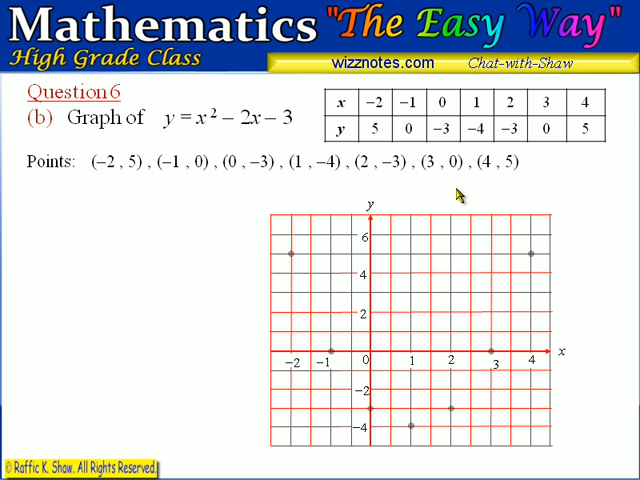 Mathematics "The Easy Way"
High Grade Class
wizznotes.com Chat-with-Shaw
Question 6
(b) Graph of y = x² − 2x − 3
x −2 −1 0 1 2 3 4
y 5 0 −3 −4 −3 0 5
Points: (−2 , 5) , (−1 , 0) , (0 , −3) , (1 , −4) , (2 , −3) , (3 , 0) , (4 , 5)
y
6
4
2
−2 −1 0 1 2 3 4 x
−2
−4
© Raffic K. Shaw. All Rights Reserved.